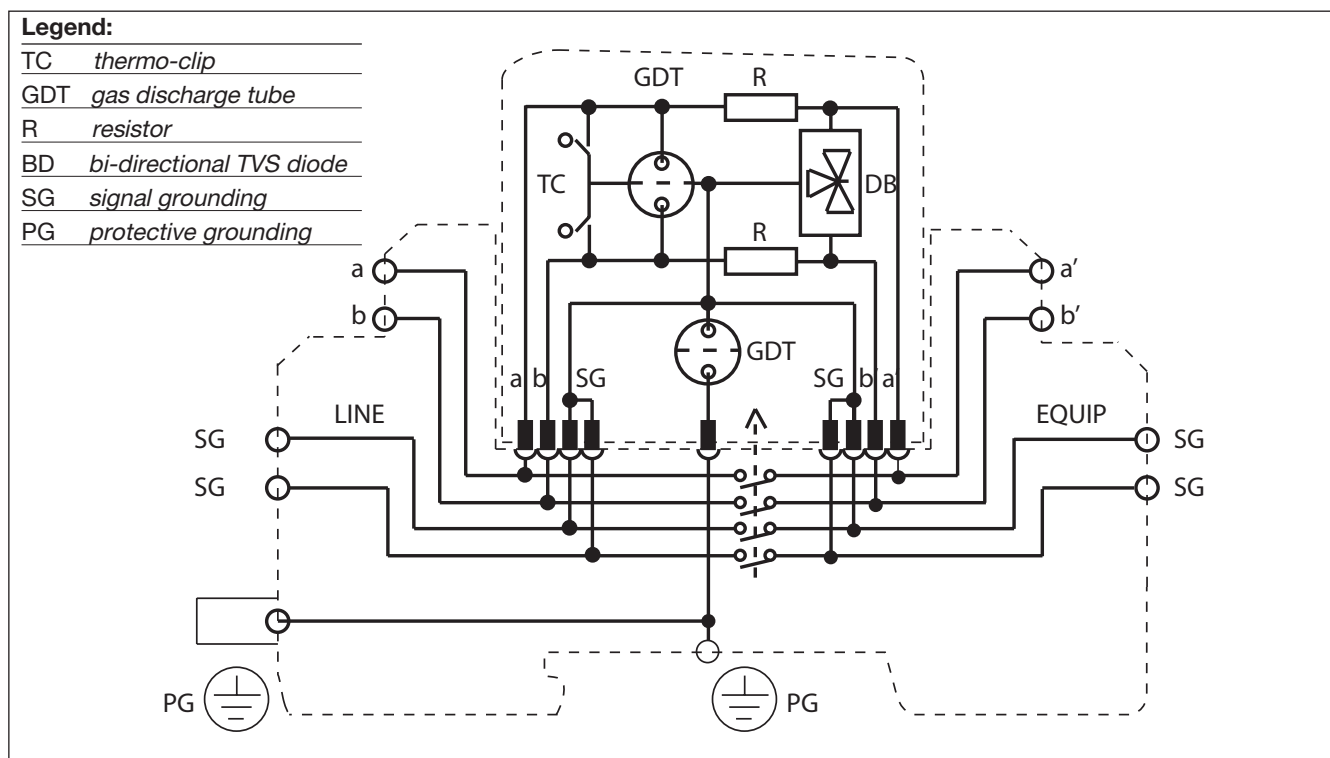 Legend:
TC thermo-clip
GDT gas discharge tube
R resistor
BD bi-directional TVS diode
SG signal grounding
PG protective grounding
GDT R
TC DB
R
a a'
b b'
GDT
a b SG SG b' a'
LINE EQUIP
SG SG
SG SG
PG PG